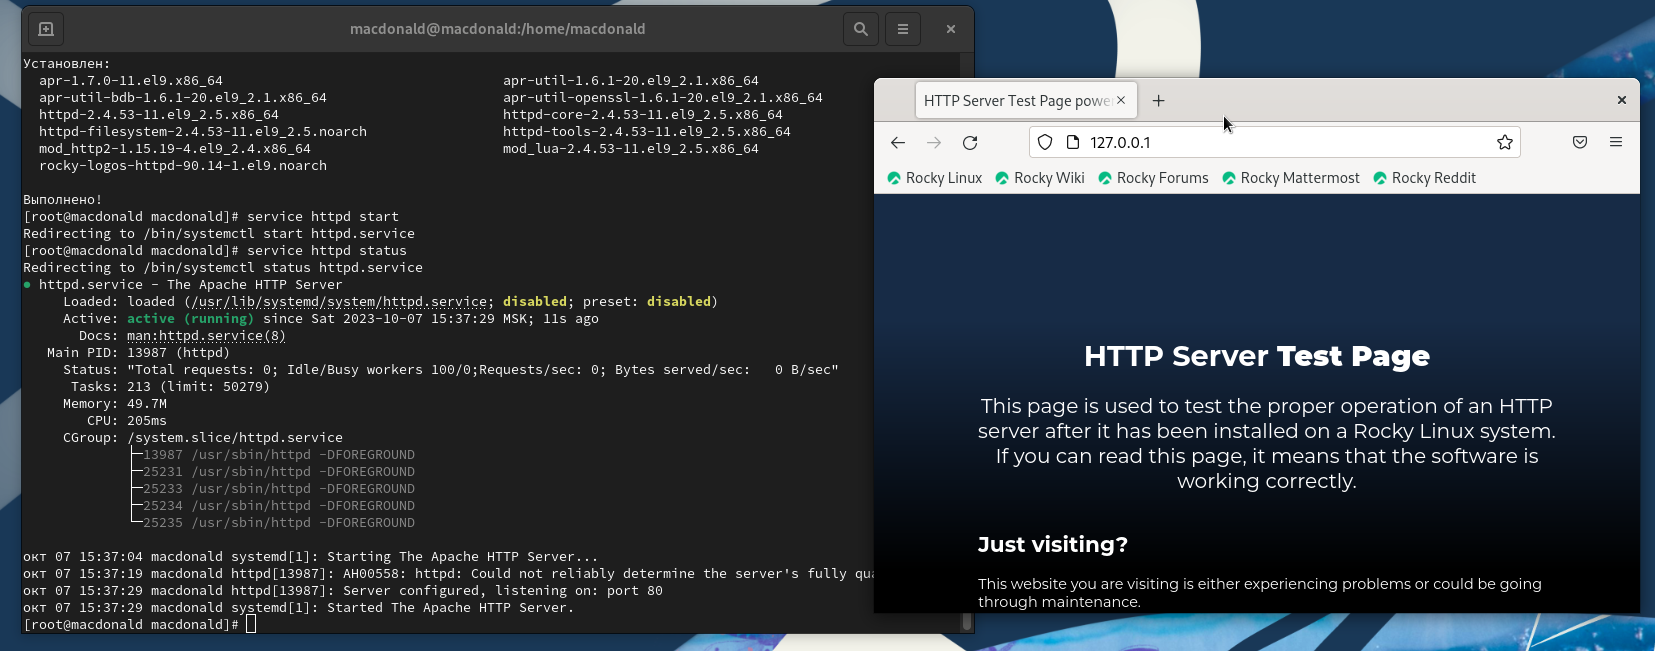 macdonald@macdonald:/home/macdonald
Установлен:
apr-1.7.0-11.el9.x86_64 apr-util-1.6.1-20.el9_2.1.x86_64
apr-util-bdb-1.6.1-20.el9_2.1.x86_64 apr-util-openssl-1.6.1-20.el9_2.1.x86_64
httpd-2.4.53-11.el9_2.5.x86_64 httpd-core-2.4.53-11.el9_2.5.x86_64
httpd-filesystem-2.4.53-11.el9_2.5.noarch httpd-tools-2.4.53-11.el9_2.5.x86_64
mod_http2-1.15.19-4.el9_2.4.x86_64 mod_lua-2.4.53-11.el9_2.5.x86_64
rocky-logos-httpd-90.14-1.el9.noarch
Выполнено!
[root@macdonald macdonald]# service httpd start
Redirecting to /bin/systemctl start httpd.service
[root@macdonald macdonald]# service httpd status
Redirecting to /bin/systemctl status httpd.service
● httpd.service - The Apache HTTP Server
Loaded: loaded (/usr/lib/systemd/system/httpd.service; disabled; preset: disabled)
Active: active (running) since Sat 2023-10-07 15:37:29 MSK; 11s ago
Docs: man:httpd.service(8)
Main PID: 13987 (httpd)
Status: "Total requests: 0; Idle/Busy workers 100/0;Requests/sec: 0; Bytes served/sec:   0 B/sec"
Tasks: 213 (limit: 50279)
Memory: 49.7M
CPU: 205ms
CGroup: /system.slice/httpd.service
├─13987 /usr/sbin/httpd -DFOREGROUND
├─25231 /usr/sbin/httpd -DFOREGROUND
├─25233 /usr/sbin/httpd -DFOREGROUND
├─25234 /usr/sbin/httpd -DFOREGROUND
└─25235 /usr/sbin/httpd -DFOREGROUND
окт 07 15:37:04 macdonald systemd[1]: Starting The Apache HTTP Server...
окт 07 15:37:19 macdonald httpd[13987]: AH00558: httpd: Could not reliably determine the server's fully qua
окт 07 15:37:29 macdonald httpd[13987]: Server configured, listening on: port 80
окт 07 15:37:29 macdonald systemd[1]: Started The Apache HTTP Server.
[root@macdonald macdonald]#
HTTP Server Test Page powe
127.0.0.1
Rocky Linux Rocky Wiki Rocky Forums Rocky Mattermost Rocky Reddit
HTTP Server Test Page
This page is used to test the proper operation of an HTTP
server after it has been installed on a Rocky Linux system.
If you can read this page, it means that the software is
working correctly.
Just visiting?
This website you are visiting is either experiencing problems or could be going
through maintenance.